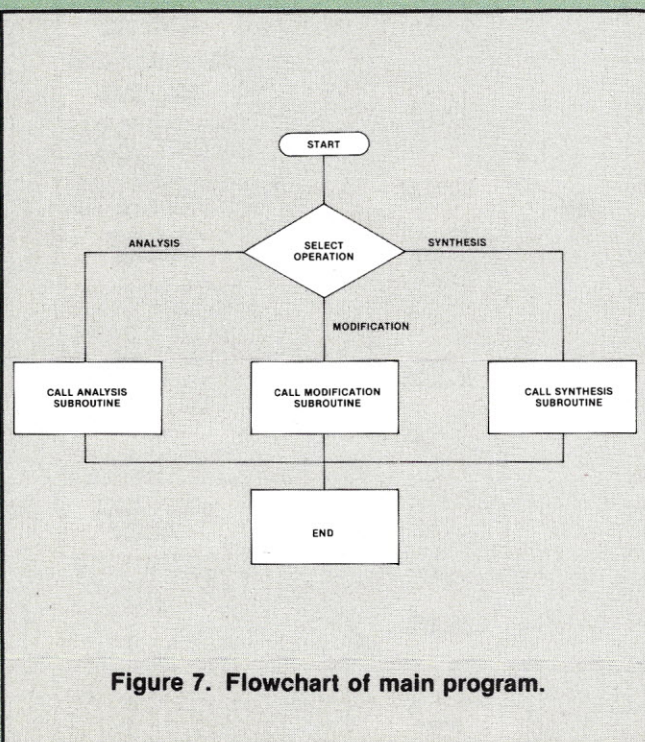 START
ANALYSIS
SELECT
OPERATION
SYNTHESIS
MODIFICATION
CALL ANALYSIS
SUBROUTINE
CALL MODIFICATION
SUBROUTINE
CALL SYNTHESIS
SUBROUTINE
END
Figure 7. Flowchart of main program.